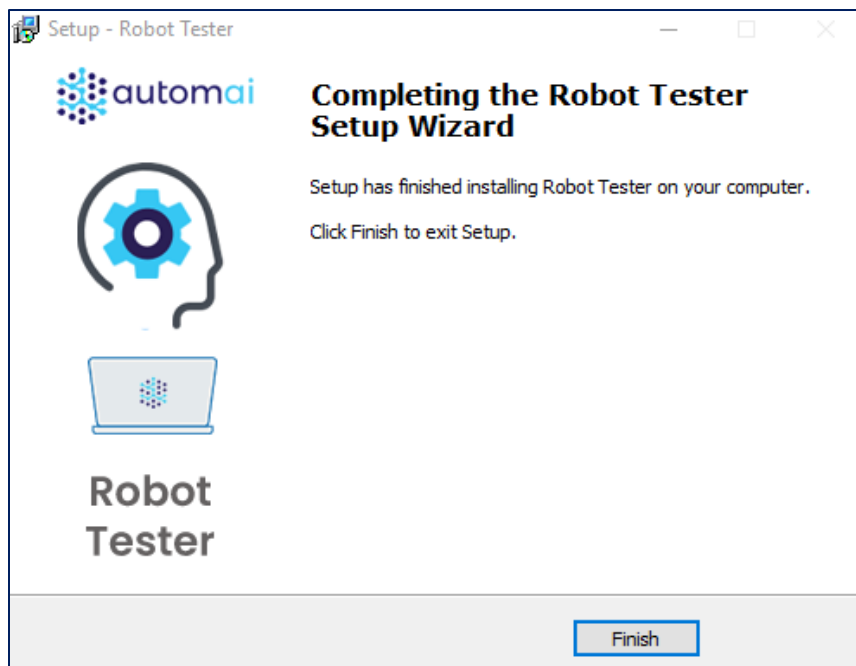 Setup - Robot Tester
automai
Completing the Robot Tester
Setup Wizard
Setup has finished installing Robot Tester on your computer.
Click Finish to exit Setup.
Robot
Tester
Finish